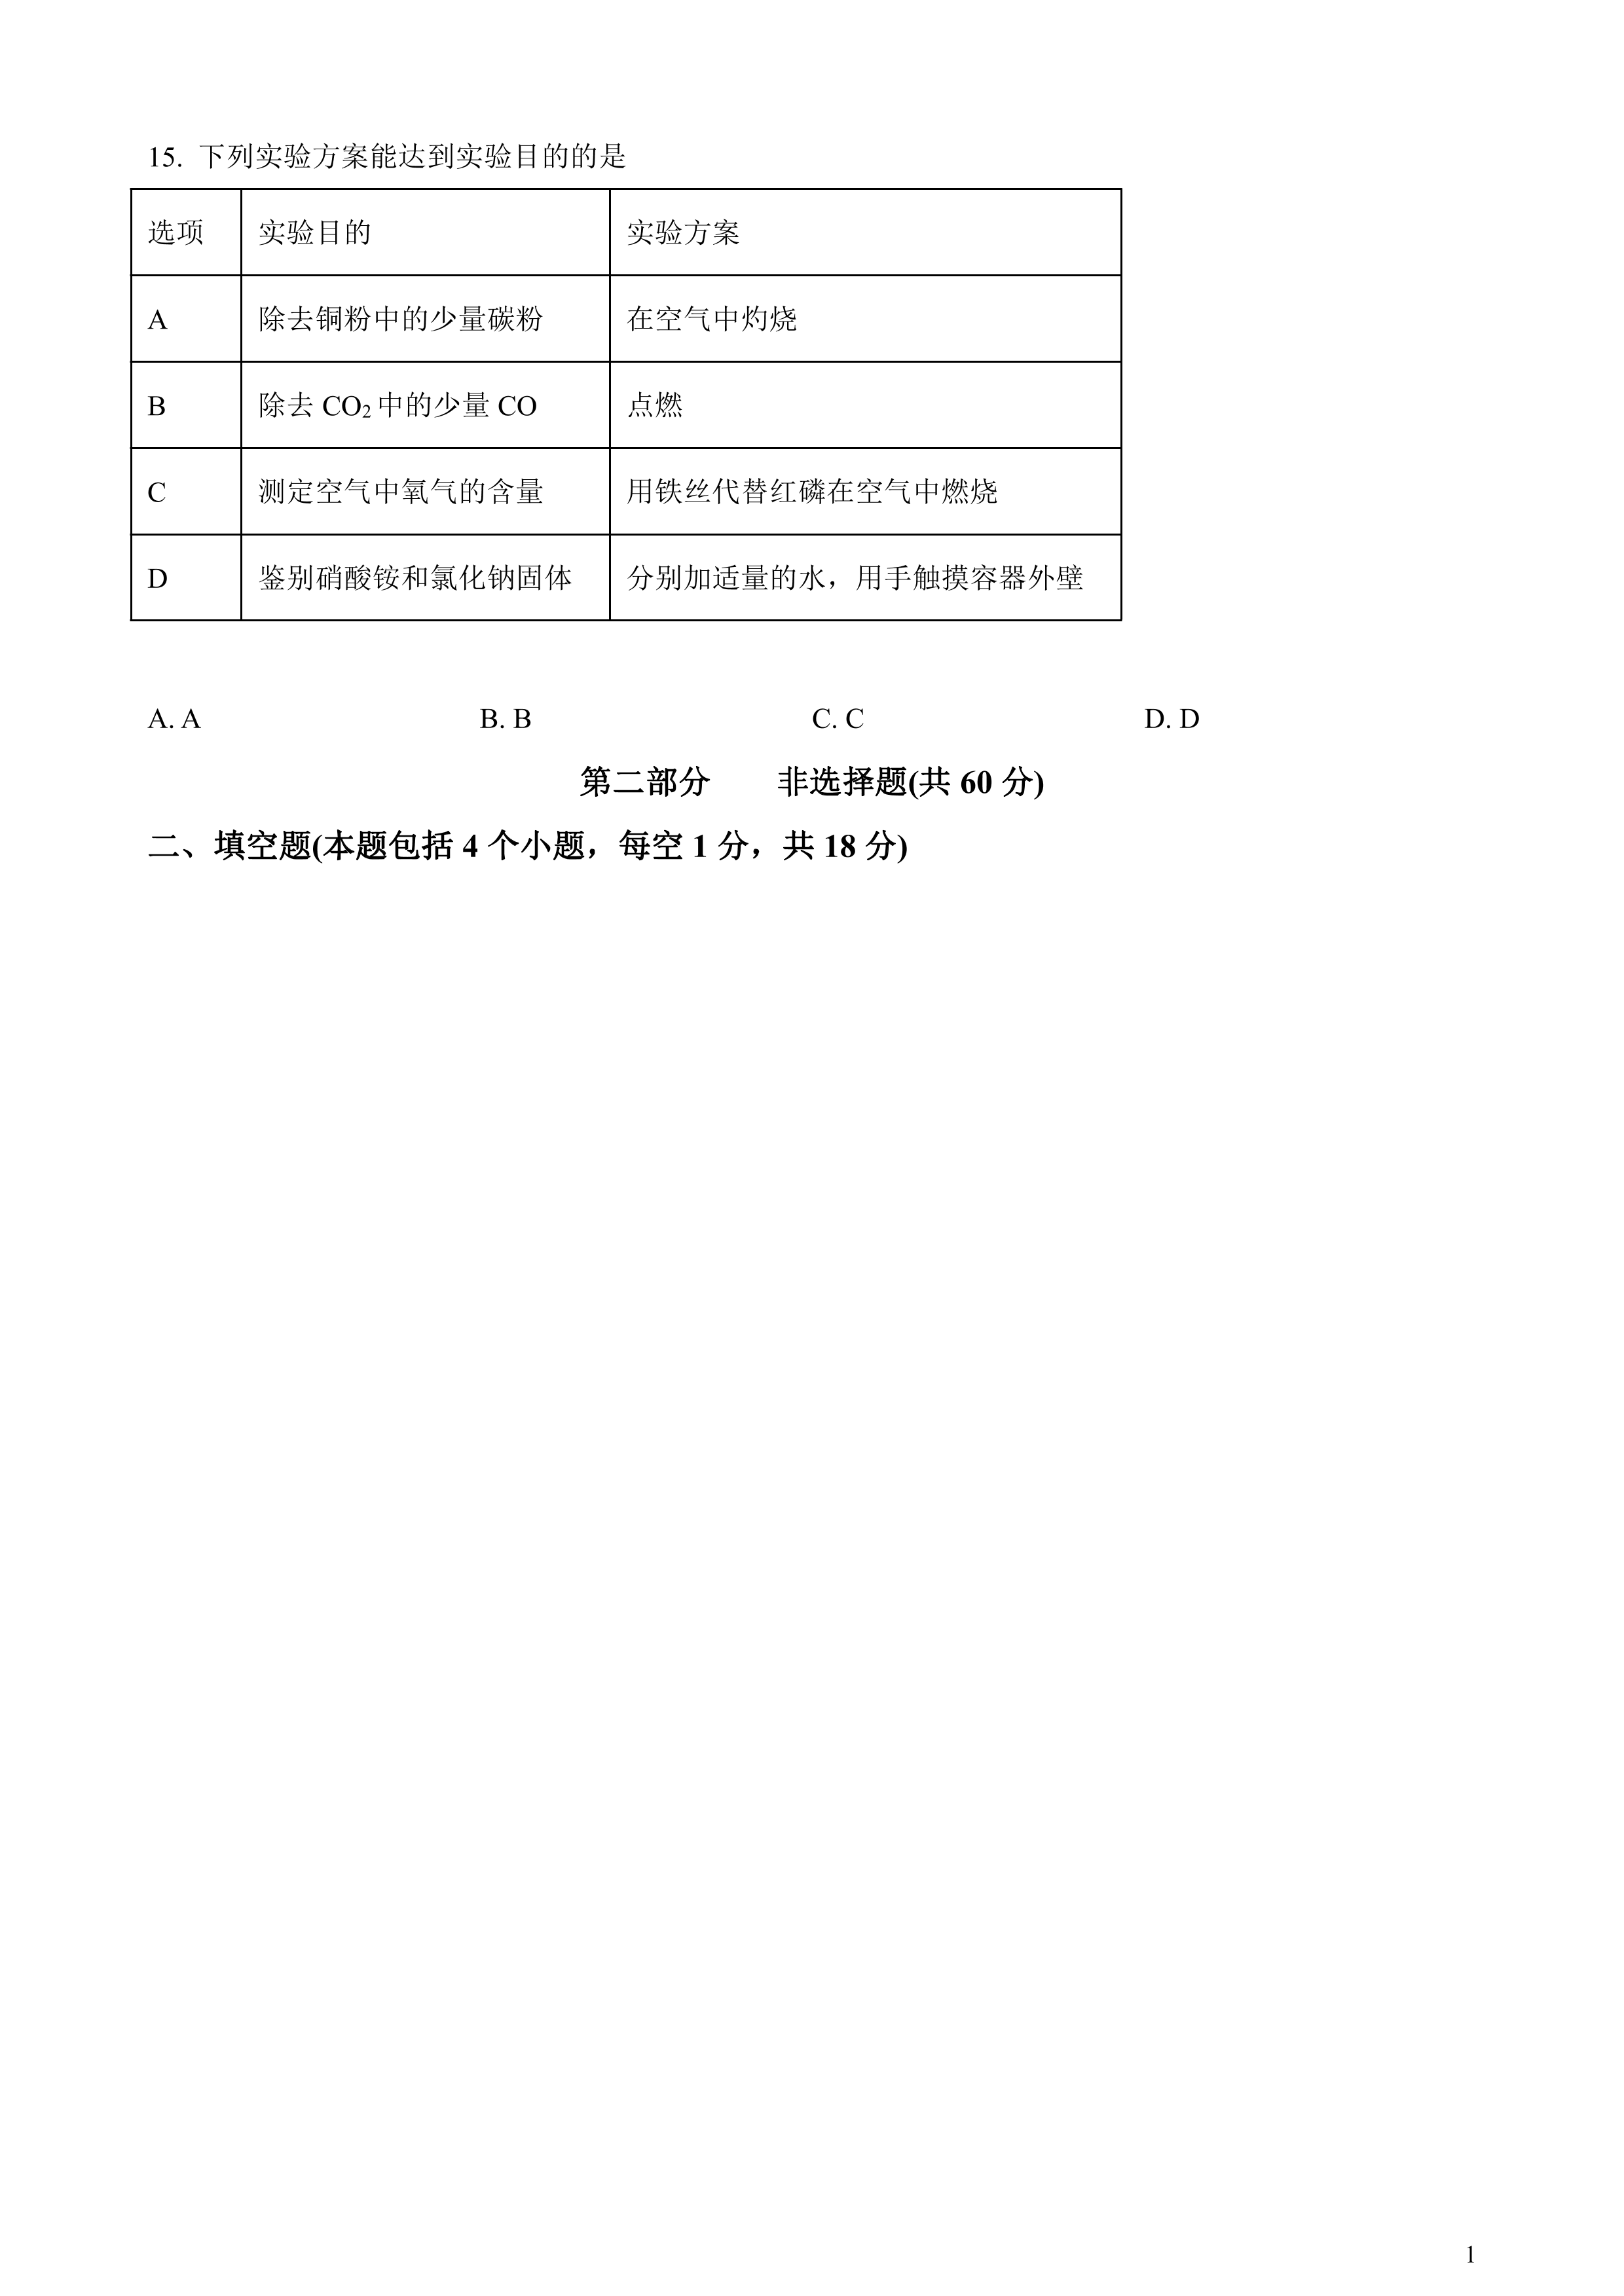 15. 下列实验方案能达到实验目的的是
选项 实验目的 实验方案
A 除去铜粉中的少量碳粉 在空气中灼烧
B 除去 CO₂中的少量 CO 点燃
C 测定空气中氧气的含量 用铁丝代替红磷在空气中燃烧
D 鉴别硝酸铵和氯化钠固体 分别加适量的水，用手触摸容器外壁
A. A B. B C. C D. D
第二部分 非选择题(共 60 分)
二、填空题(本题包括 4 个小题，每空 1 分，共 18 分)
1